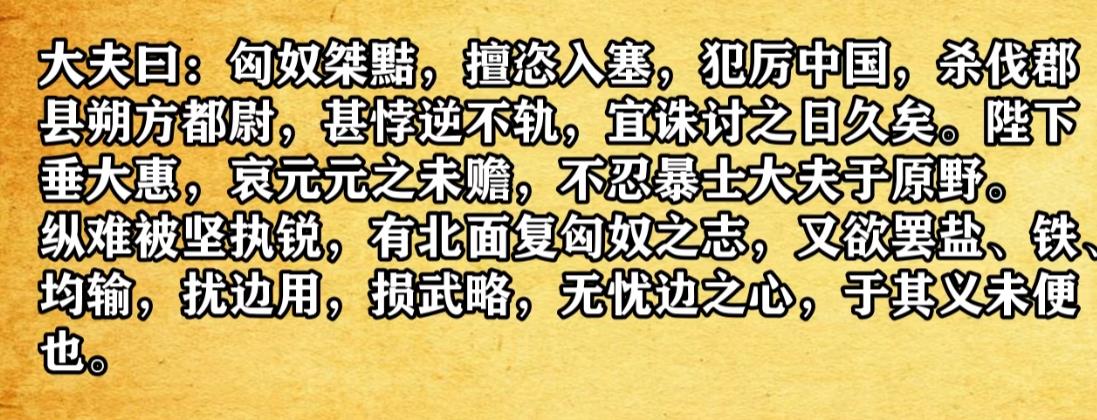 大夫曰：匈奴桀黠，擅恣入塞，犯厉中国，杀伐郡
县朔方都尉，甚悖逆不轨，宜诛讨之日久矣。陛下
垂大惠，哀元元之未赡，不忍暴士大夫于原野。
纵难被坚执锐，有北面复匈奴之志，又欲罢盐、铁、
均输，扰边用，损武略，无忧边之心，于其义未便
也。